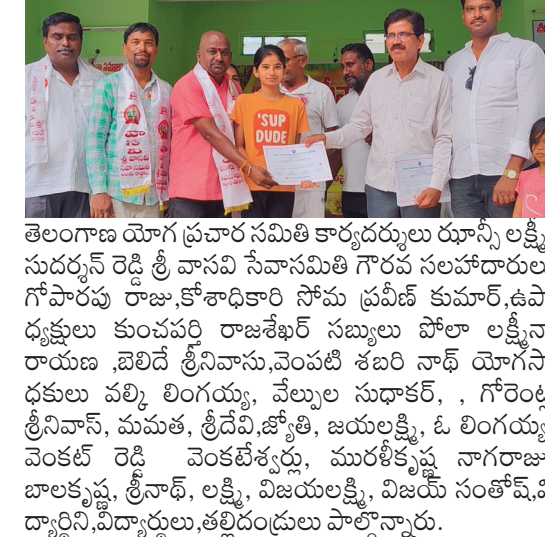 'SUP
DUDE
తెలంగాణ యోగ ప్రచార సమితి కార్యదర్శులు ఝాన్సీ లక్ష్మీ
సుదర్శన్ రెడ్డి శ్రీ వాసవి సేవాసమితి గౌరవ సలహాదారుల
గోపారపు రాజు,కోశాధికారి సోమ ప్రవీణ్ కుమార్,ఉపా
ధ్యక్షులు కుంచపర్తి రాజశేఖర్ సబ్యులు పోలా లక్ష్మీనా
రాయణ ,బెలిదే శ్రీనివాసు,వెంపటి శబరి నాథ్ యోగసా
ధకులు వల్కి లింగయ్య, వేల్పుల సుధాకర్, , గోరెంట్ల
శ్రీనివాస్, మమత, శ్రీదేవి,జ్యోతి, జయలక్ష్మి, ఓ లింగయ్య
వెంకట్ రెడ్డి వెంకటేశ్వర్లు, మురళీకృష్ణ నాగరాజు
బాలకృష్ణ, శ్రీనాథ్, లక్ష్మి, విజయలక్ష్మి, విజయ్ సంతోష్,వి
ద్యార్థిని,విద్యార్థులు,తల్లిదండ్రులు పాల్గొన్నారు.